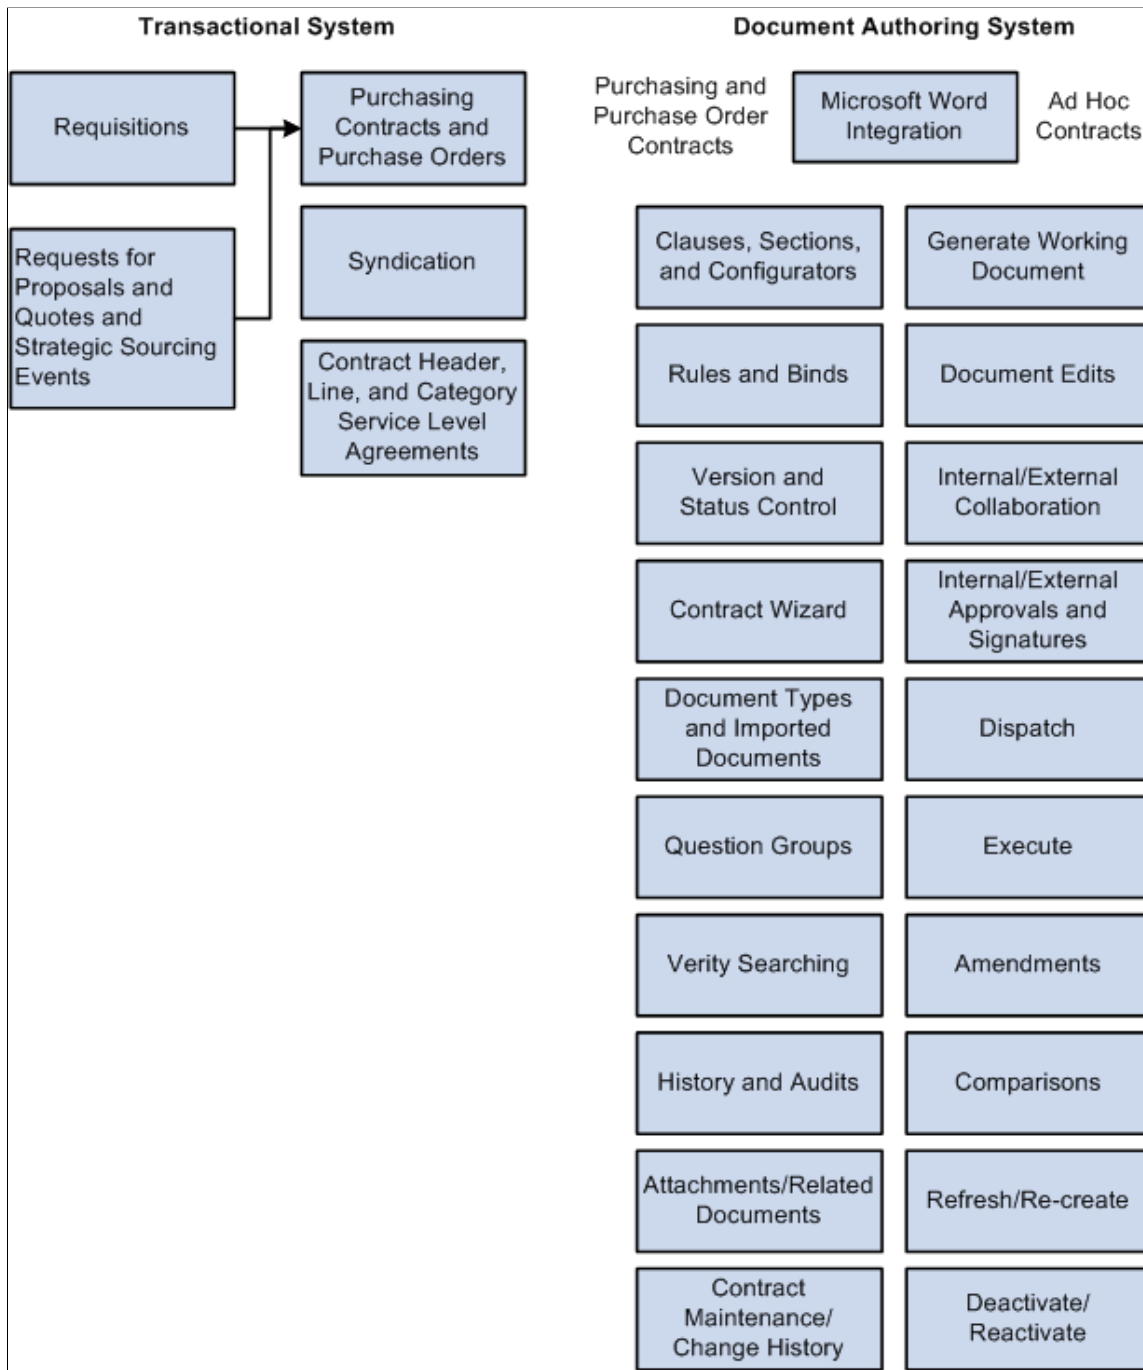 Transactional System
Requisitions
Purchasing
Contracts and
Purchase Orders
Requests for
Proposals and
Quotes and
Strategic Sourcing
Events
Syndication
Contract Header,
Line, and Category
Service Level
Agreements
Document Authoring System
Purchasing and
Purchase Order
Contracts
Microsoft Word
Integration
Ad Hoc
Contracts
Clauses, Sections,
and Configurators
Generate Working
Document
Rules and Binds
Document Edits
Version and
Status Control
Internal/External
Collaboration
Contract Wizard
Internal/External
Approvals and
Signatures
Document Types
and Imported
Documents
Dispatch
Question Groups
Execute
Verity Searching
Amendments
History and Audits
Comparisons
Attachments/Related
Documents
Refresh/Re-create
Contract
Maintenance/
Change History
Deactivate/
Reactivate